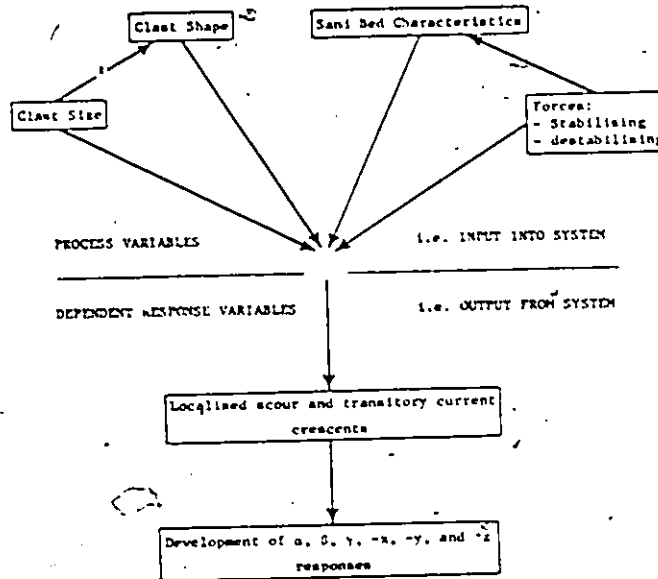 Clast Shape
Sani Bed Characteristics
Clast Size
Forces:
- Stabilising
- destabilising
PROCESS VARIABLES
i.e. INPUT INTO SYSTEM
DEPENDENT RESPONSE VARIABLES
i.e. OUTPUT FROM SYSTEM
Localised scour and transitory current
crescents
Development of α, β, γ, -x, -y, and -z
responses